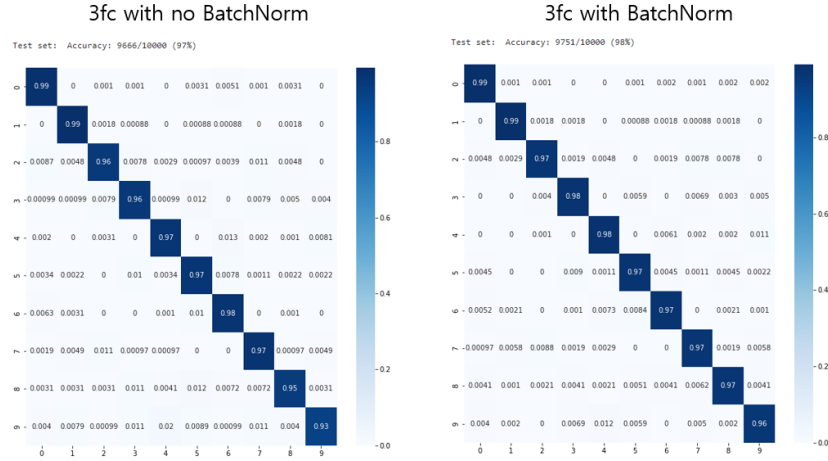 3fc with no BatchNorm
Test set: Accuracy: 9666/10000 (97%)
0 0.99 0 0.001 0.001 0 0.0031 0.0051 0.001 0.0031 0
1 0 0.99 0.0018 0.00088 0 0.00088 0.00088 0 0.0018 0
2 0.0087 0.0048 0.96 0.0078 0.0029 0.00097 0.0039 0.011 0.0048 0
3 0.00099 0.00099 0.0079 0.96 0.00099 0.012 0 0.0079 0.005 0.004
4 0.002 0 0.0031 0 0.97 0 0.013 0.002 0.001 0.0081
5 0.0034 0.0022 0 0.01 0.0034 0.97 0.0078 0.0011 0.0022 0.0022
6 0.0063 0.0031 0 0 0.001 0.01 0.98 0 0.001 0
7 0.0019 0.0049 0.011 0.00097 0.00097 0 0 0.97 0.00097 0.0049
8 0.0031 0.0031 0.0031 0.011 0.0041 0.012 0.0072 0.0072 0.95 0.0031
9 0.004 0.0079 0.00099 0.011 0.02 0.0089 0.00099 0.011 0.004 0.93
0 1 2 3 4 5 6 7 8 9
0.8
0.6
0.4
0.2
0.0
3fc with BatchNorm
Test set: Accuracy: 9751/10000 (98%)
0 0.99 0.001 0.001 0 0.001 0.001 0.002 0.001 0.002 0.002
1 0 0.99 0.0018 0.0018 0 0.00088 0.0018 0.00088 0.0018 0
2 0.0048 0.0029 0.97 0.0019 0.0048 0 0.0019 0.0078 0.0078 0
3 0 0 0.004 0.98 0 0.0059 0 0.0069 0.003 0.005
4 0 0 0.001 0 0.98 0 0.0061 0.002 0.002 0.011
5 0.0045 0 0 0.009 0.0011 0.97 0.0045 0.0011 0.0045 0.0022
6 0.0052 0.0021 0 0.001 0.0073 0.0084 0.97 0 0.0021 0.001
7 0.00097 0.0058 0.0088 0.0019 0.0029 0 0 0.97 0.0019 0.0058
8 0.0041 0.001 0.0021 0.0041 0.0021 0.0051 0.0041 0.0062 0.97 0.0041
9 0.004 0.002 0 0.0069 0.012 0.0059 0 0.005 0.002 0.96
0 1 2 3 4 5 6 7 8 9
0.8
0.6
0.4
0.2
0.0